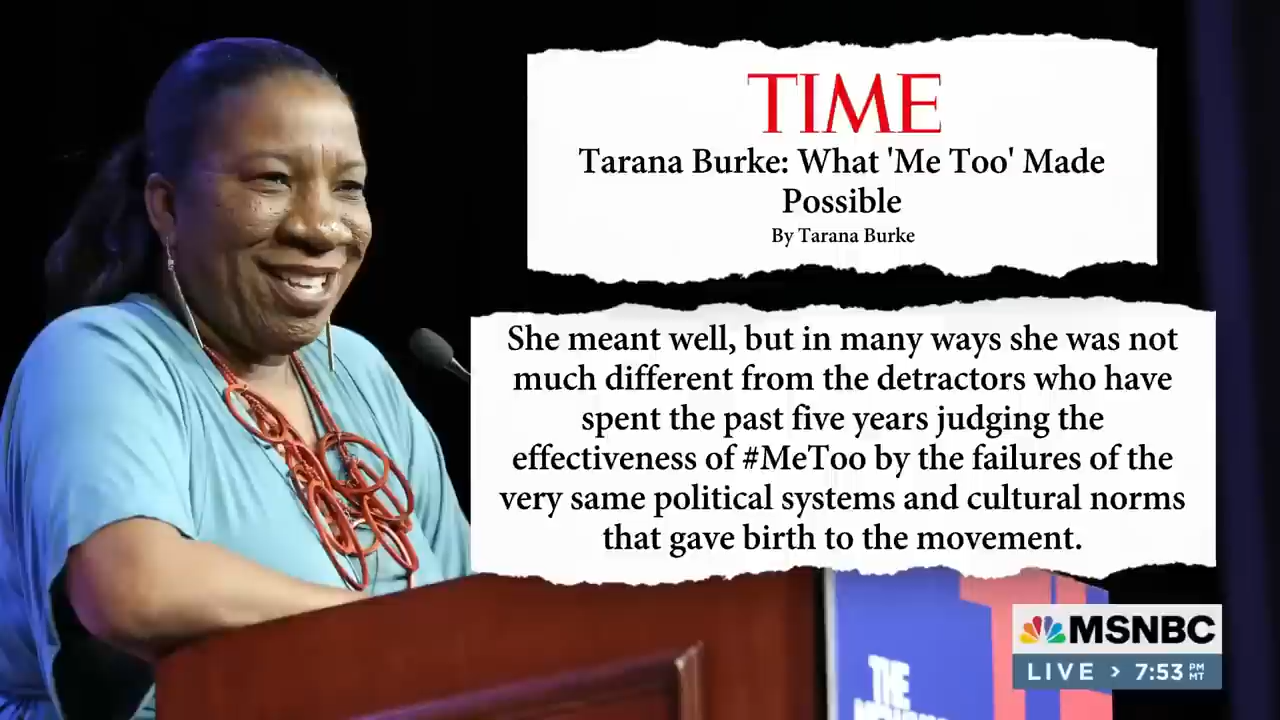 TIME
Tarana Burke: What 'Me Too' Made
Possible
By Tarana Burke
She meant well, but in many ways she was not
much different from the detractors who have
spent the past five years judging the
effectiveness of #MeToo by the failures of the
very same political systems and cultural norms
that gave birth to the movement.
MSNBC
LIVE > 7:53 PM MT
THE